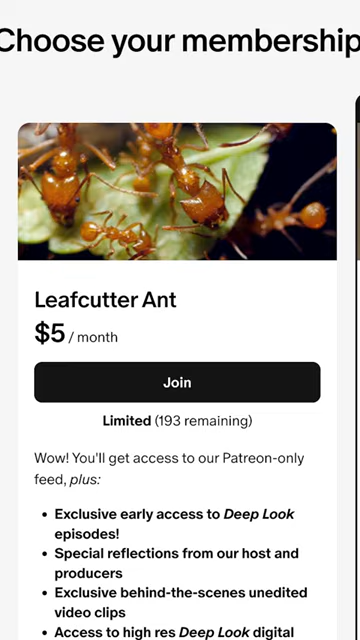 Choose your membership
Leafcutter Ant
$5 / month
Join
Limited (193 remaining)
Wow! You'll get access to our Patreon-only
feed, plus:
• Exclusive early access to Deep Look
episodes!
• Special reflections from our host and
producers
• Exclusive behind-the-scenes unedited
video clips
• Access to high res Deep Look digital